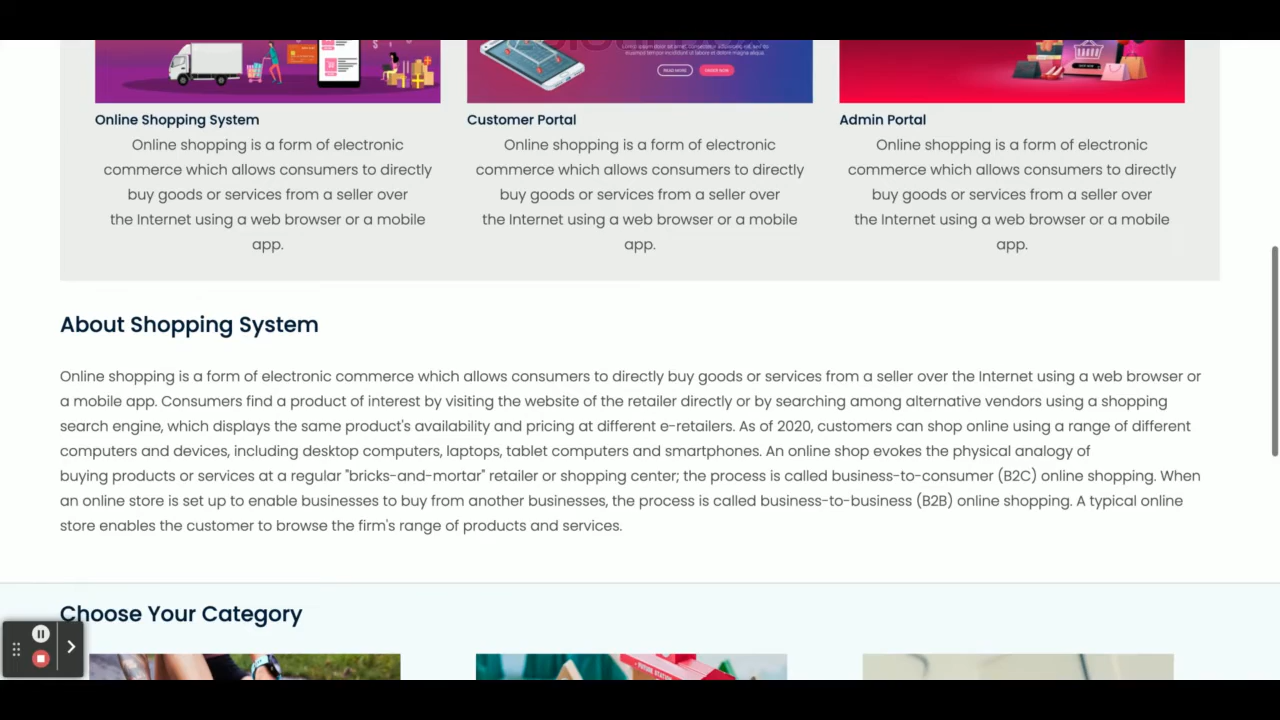 READ MORE
Online Shopping System
Customer Portal
Admin Portal
Online shopping is a form of electronic
commerce which allows consumers to directly
buy goods or services from a seller over
the Internet using a web browser or a mobile
app.
Online shopping is a form of electronic
commerce which allows consumers to directly
buy goods or services from a seller over
the Internet using a web browser or a mobile
app.
Online shopping is a form of electronic
commerce which allows consumers to directly
buy goods or services from a seller over
the Internet using a web browser or a mobile
app.
About Shopping System
Online shopping is a form of electronic commerce which allows consumers to directly buy goods or services from a seller over the Internet using a web browser or
a mobile app. Consumers find a product of interest by visiting the website of the retailer directly or by searching among alternative vendors using a shopping
search engine, which displays the same product's availability and pricing at different e-retailers. As of 2020, customers can shop online using a range of different
computers and devices, including desktop computers, laptops, tablet computers and smartphones. An online shop evokes the physical analogy of
buying products or services at a regular "bricks-and-mortar" retailer or shopping center; the process is called business-to-consumer (B2C) online shopping. When
an online store is set up to enable businesses to buy from another businesses, the process is called business-to-business (B2B) online shopping. A typical online
store enables the customer to browse the firm's range of products and services.
Choose Your Category